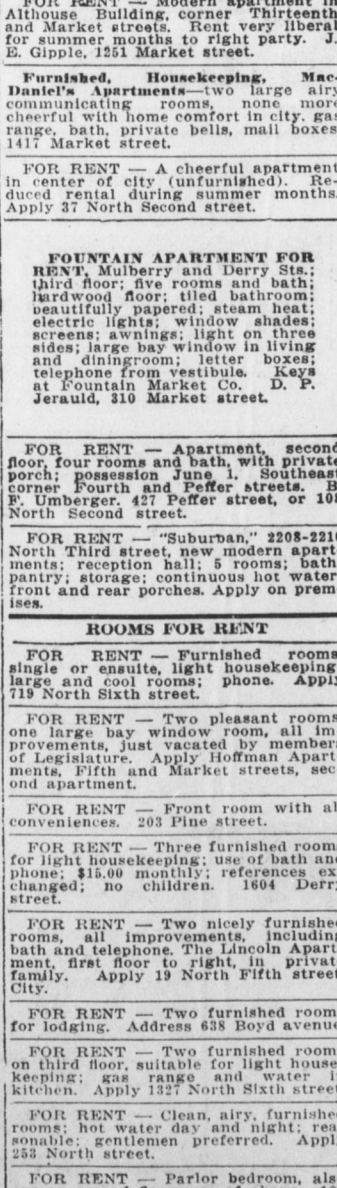 FOR RENT — Modern apartment in
Althouse Building, corner Thirteenth
and Market streets. Rent very liberal
for summer months to right party. J.
E. Gipple, 1251 Market street.
Furnished, Housekeeping, Mac-
Daniel's Apartments—two large airy
communicating rooms, none more
cheerful with home comfort in city. gas
range, bath, private bells, mail boxes
1417 Market street.
FOR RENT — A cheerful apartment
in center of city (unfurnished). Re-
duced rental during summer months.
Apply 37 North Second street.
FOUNTAIN APARTMENT FOR
RENT, Mulberry and Derry Sts.;
third floor; five rooms and bath;
hardwood floor; tiled bathroom;
beautifully papered; steam heat;
electric lights; window shades;
screens; awnings; light on three
sides; large bay window in living
and diningroom; letter boxes;
telephone from vestibule. Keys
at Fountain Market Co. D. P.
Jerauld, 310 Market street.
FOR RENT — Apartment, second
floor, four rooms and bath, with private
porch; possession June 1. Southeast
corner Fourth and Peffer streets. B
F. Umberger. 427 Peffer street, or 10
North Second street.
FOR RENT — "Suburban," 2208-221
North Third street, new modern apart
ments; reception hall; 5 rooms; bath
pantry; storage; continuous hot water
front and rear porches. Apply on prem
ises.
ROOMS FOR RENT
FOR RENT — Furnished rooms
single or ensuite, light housekeeping
large and cool rooms; phone. Apply
719 North Sixth street.
FOR RENT — Two pleasant rooms
one large bay window room, all im
provements, just vacated by member
of Legislature. Apply Hoffman Apart
ments, Fifth and Market streets, sec
ond apartment.
FOR RENT — Front room with al
conveniences. 203 Pine street.
FOR RENT — Three furnished room
for light housekeeping; use of bath an
phone; $15.00 monthly; references ex
changed; no children. 1604 Derr
street.
FOR RENT — Two nicely furnishe
rooms, all improvements, includin
bath and telephone. The Lincoln Apart
ment, first floor to right, in privat
family. Apply 19 North Fifth street
City.
FOR RENT — Two furnished room
for lodging. Address 638 Boyd avenue
FOR RENT — Two furnished room
on third floor, suitable for light house
keeping; gas range and water i
kitchen. Apply 1327 North Sixth street
FOR RENT — Clean, airy, furnishe
rooms; hot water day and night; rea
sonable; gentlemen preferred. Appl
253 North street.
FOR RENT — Parlor bedroom, als